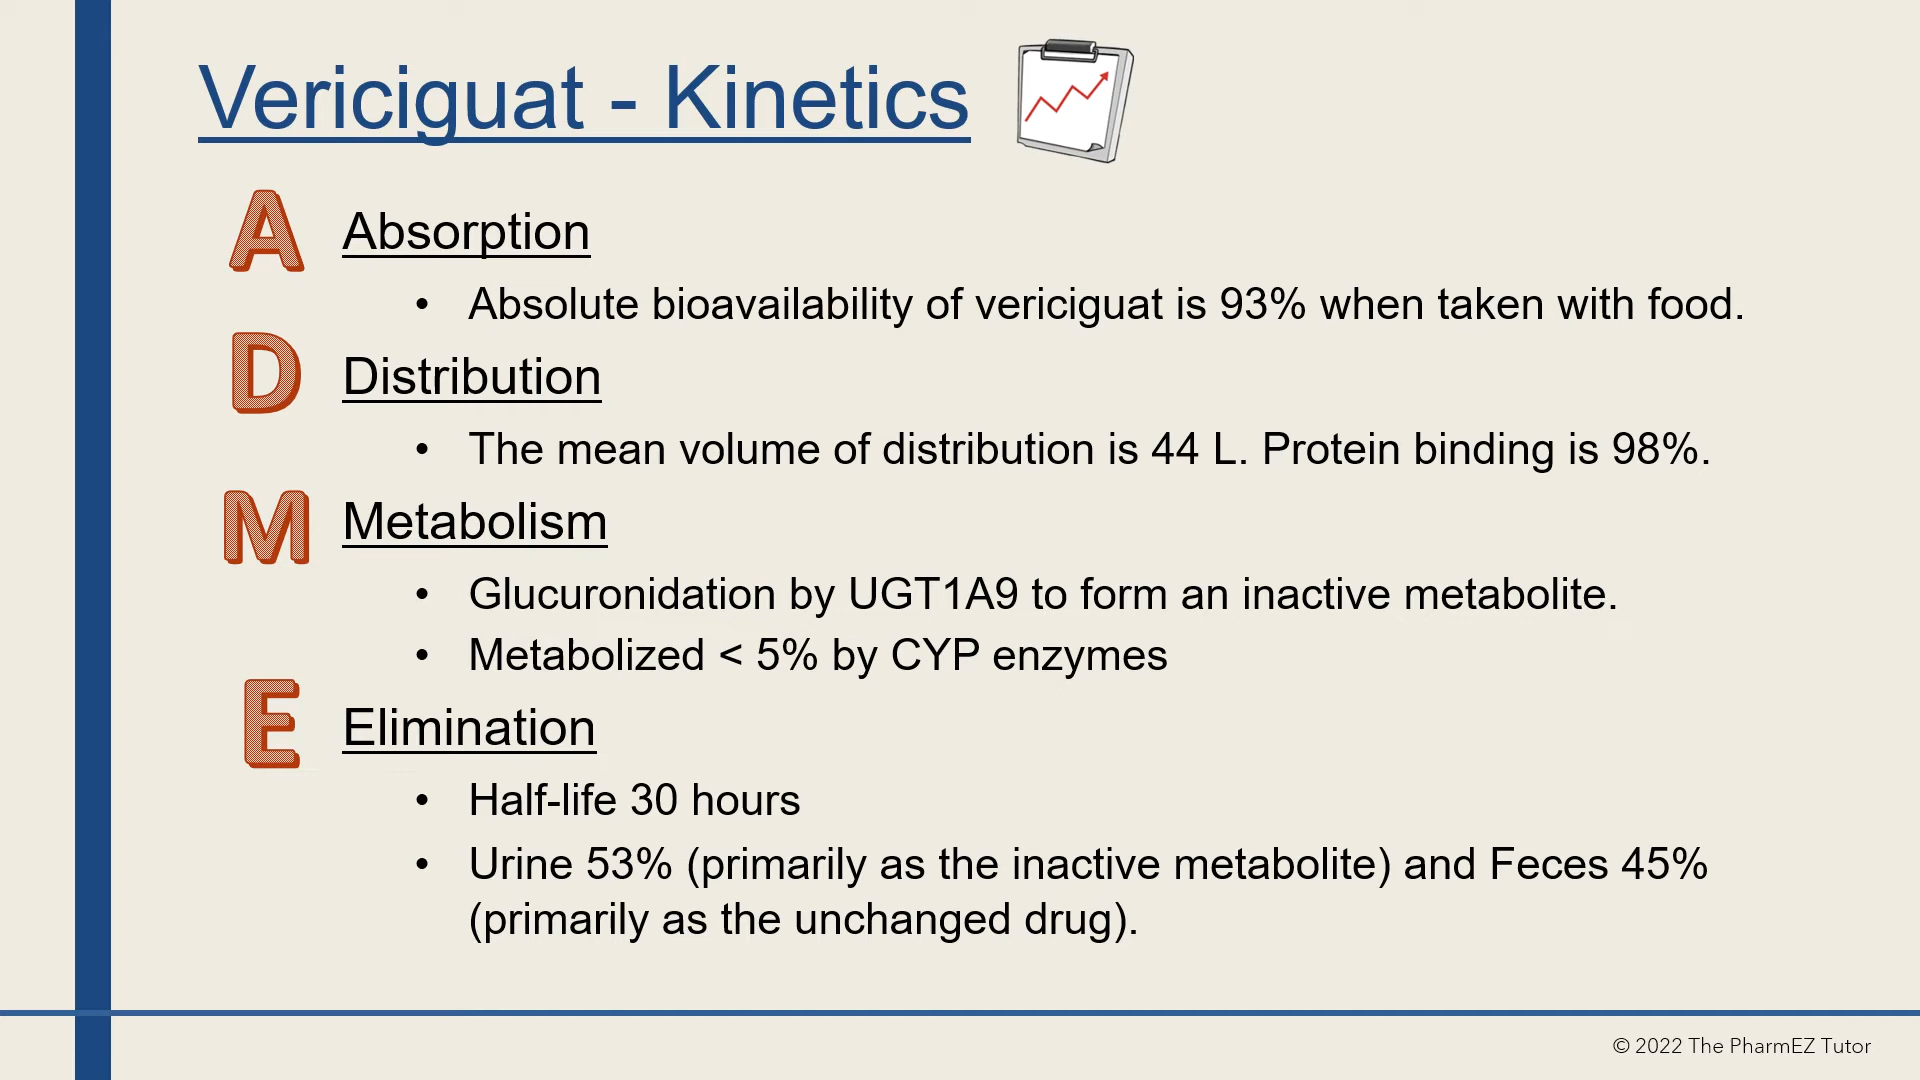 Vericiguat - Kinetics
A Absorption
• Absolute bioavailability of vericiguat is 93% when taken with food.
D Distribution
• The mean volume of distribution is 44 L. Protein binding is 98%.
M Metabolism
• Glucuronidation by UGT1A9 to form an inactive metabolite.
• Metabolized < 5% by CYP enzymes
E Elimination
• Half-life 30 hours
• Urine 53% (primarily as the inactive metabolite) and Feces 45%
(primarily as the unchanged drug).
© 2022 The PharmEZ Tutor